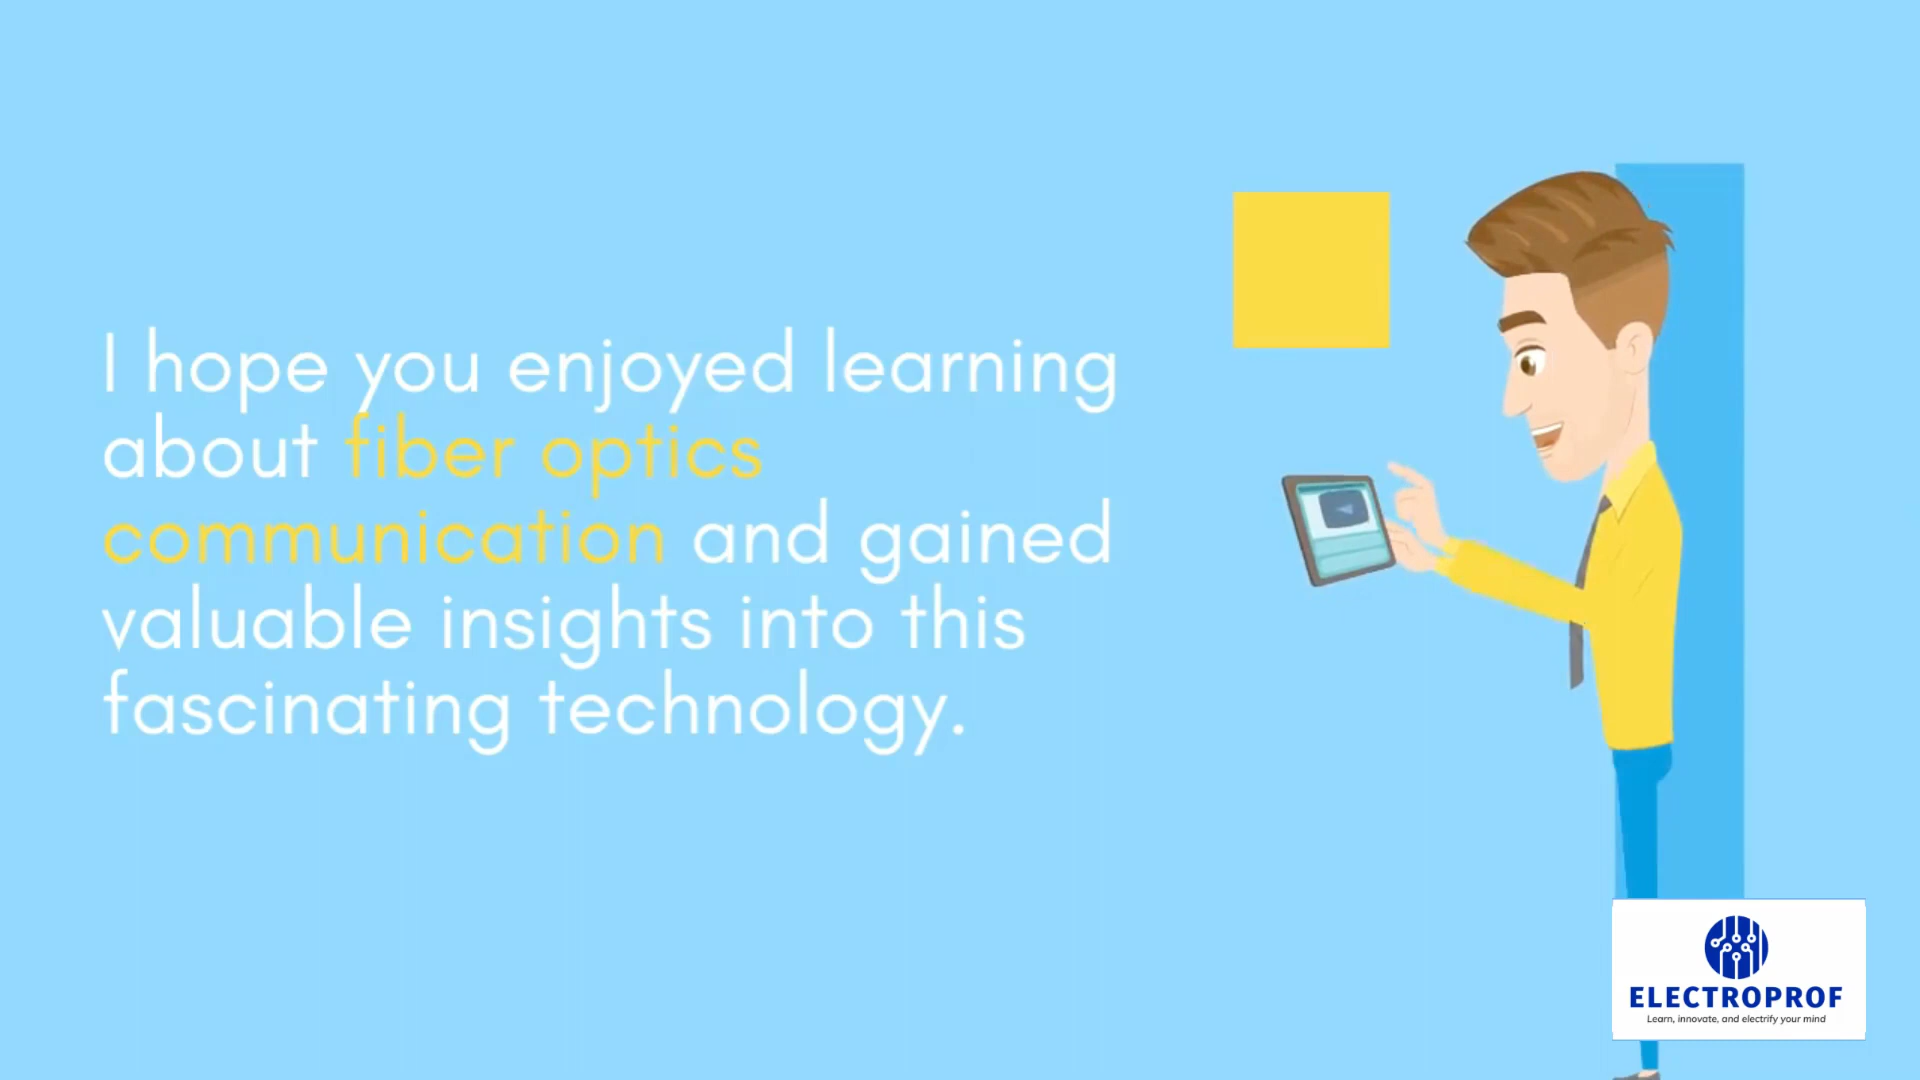 I hope you enjoyed learning
about fiber optics
communication and gained
valuable insights into this
fascinating technology.
ELECTROPROF
Learn, innovate, and electrify your mind